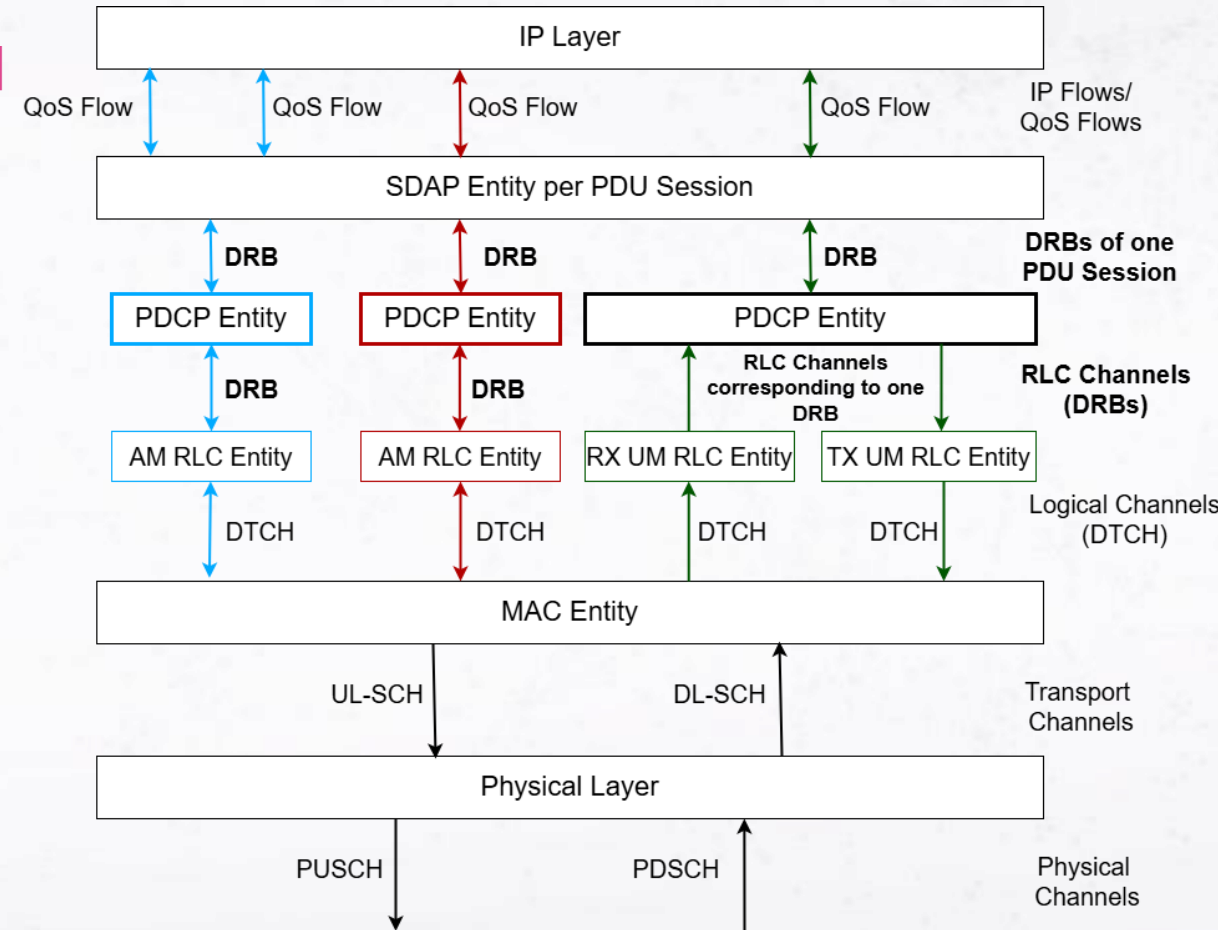 IP Layer
QoS Flow
QoS Flow
QoS Flow
QoS Flow
IP Flows/
QoS Flows
SDAP Entity per PDU Session
DRB
DRB
DRB
DRBs of one
PDU Session
PDCP Entity
PDCP Entity
PDCP Entity
DRB
DRB
RLC Channels
corresponding to one
DRB
RLC Channels
(DRBs)
AM RLC Entity
AM RLC Entity
RX UM RLC Entity
TX UM RLC Entity
DTCH
DTCH
DTCH
DTCH
Logical Channels
(DTCH)
MAC Entity
UL-SCH
DL-SCH
Transport
Channels
Physical Layer
PUSCH
PDSCH
Physical
Channels